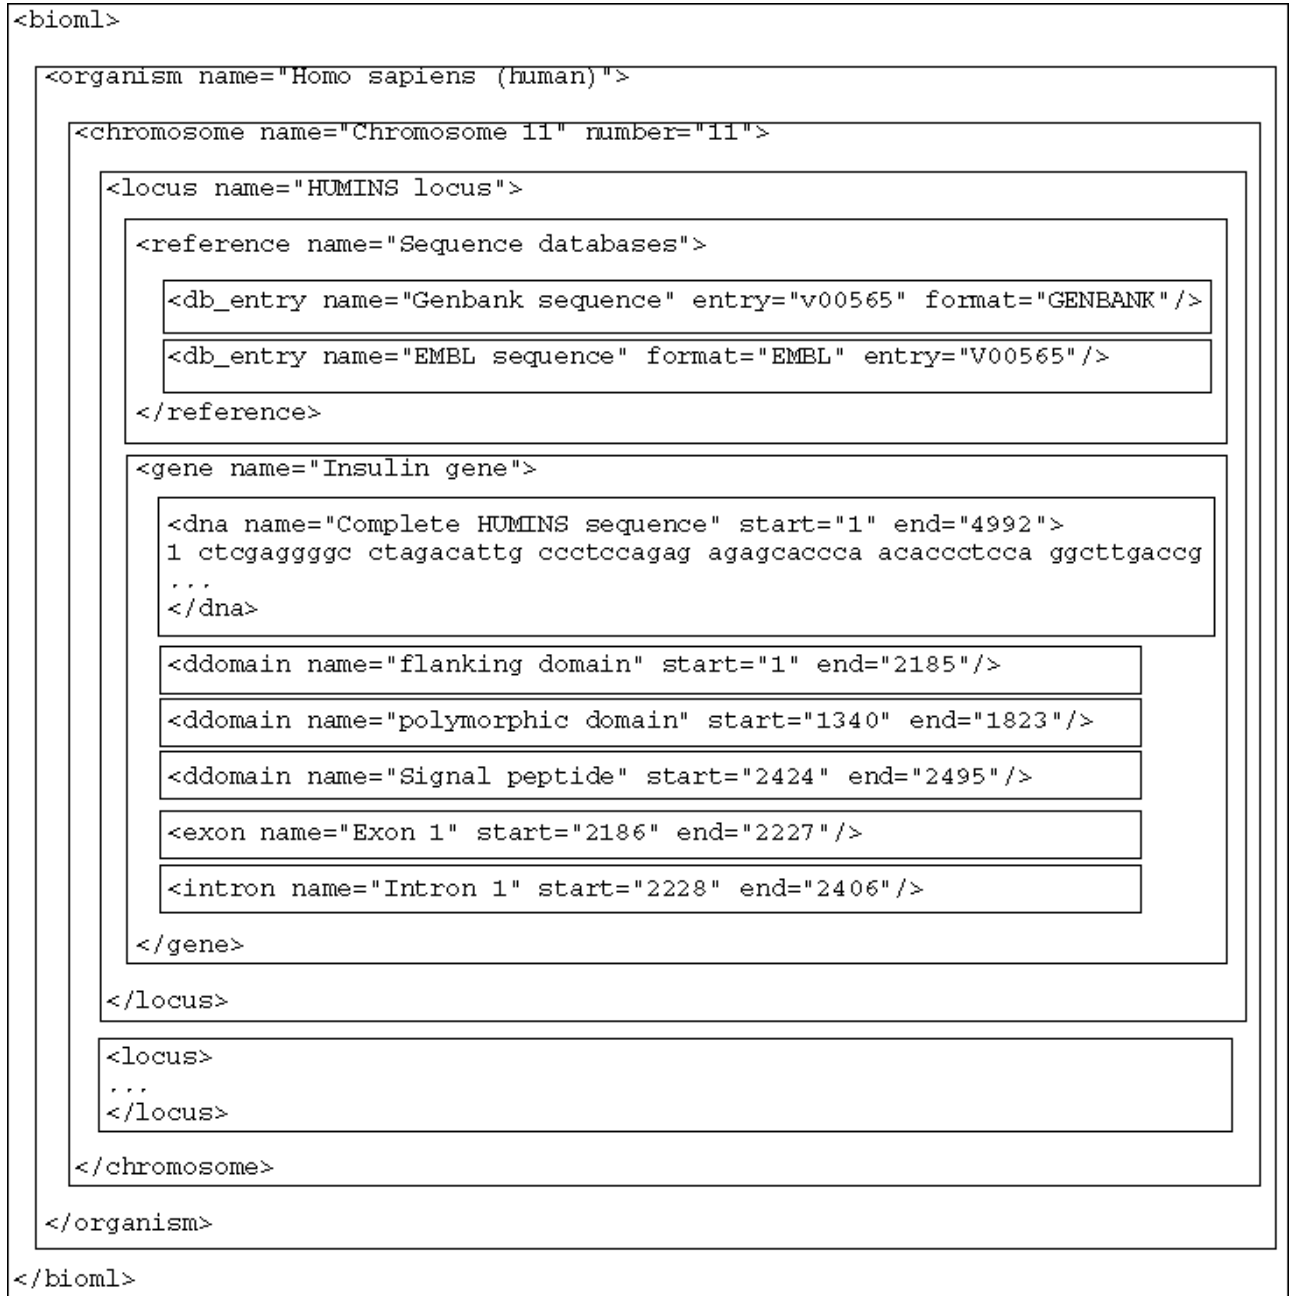 <bioml>
<organism name="Homo sapiens (human)">
<chromosome name="Chromosome 11" number="11">
<locus name="HUMINS locus">
<reference name="Sequence databases">
<db_entry name="Genbank sequence" entry="v00565" format="GENBANK"/>
<db_entry name="EMBL sequence" format="EMBL" entry="V00565"/>
</reference>
<gene name="Insulin gene">
<dna name="Complete HUMINS sequence" start="1" end="4992">
1 ctcgaggggc ctagacattg ccctccagag agagcaccca acaccctcca ggcttgaccg
...
</dna>
<ddomain name="flanking domain" start="1" end="2185"/>
<ddomain name="polymorphic domain" start="1340" end="1823"/>
<ddomain name="Signal peptide" start="2424" end="2495"/>
<exon name="Exon 1" start="2186" end="2227"/>
<intron name="Intron 1" start="2228" end="2406"/>
</gene>
</locus>
<locus>
...
</locus>
</chromosome>
</organism>
</bioml>